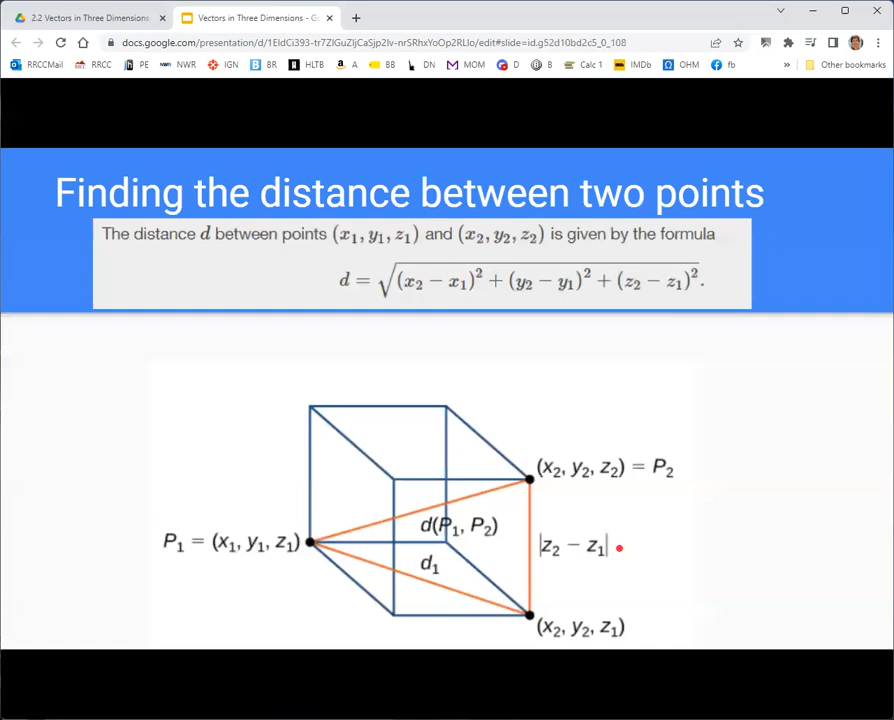 2.2 Vectors in Three Dimensions
Vectors in Three Dimensions - Go
docs.google.com/presentation/d/1EldCi393-tr7ZlGuZljCaSjp2lv-nrSRhxYoOp2RLlo/edit#slide=id.g52d10bd2c5_0_108
RRCCMail RRCC PE NWR IGN BR HLTB A BB DN MOM D B Calc 1 IMDb OHM fb » Other bookmarks
Finding the distance between two points
The distance d between points (x₁, y₁, z₁) and (x₂, y₂, z₂) is given by the formula
d = √(x₂ − x₁)² + (y₂ − y₁)² + (z₂ − z₁)².
(x₂, y₂, z₂) = P₂
d(P₁, P₂)
P₁ = (x₁, y₁, z₁)
|z₂ − z₁|
d₁
(x₂, y₂, z₁)